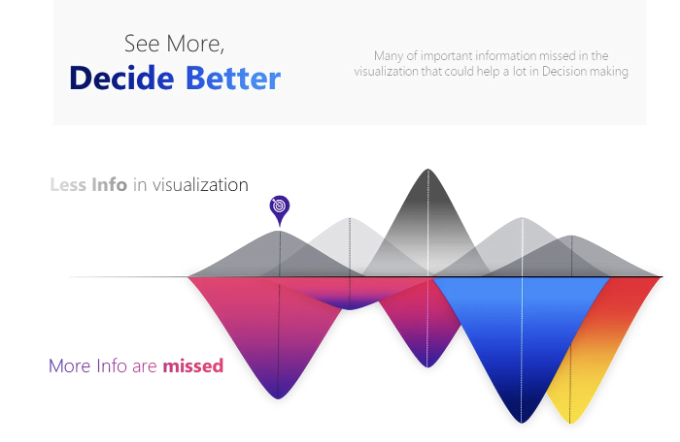 See More,
Decide Better
Many of important information missed in the
visualization that could help a lot in Decision making
Less Info in visualization
More Info are missed